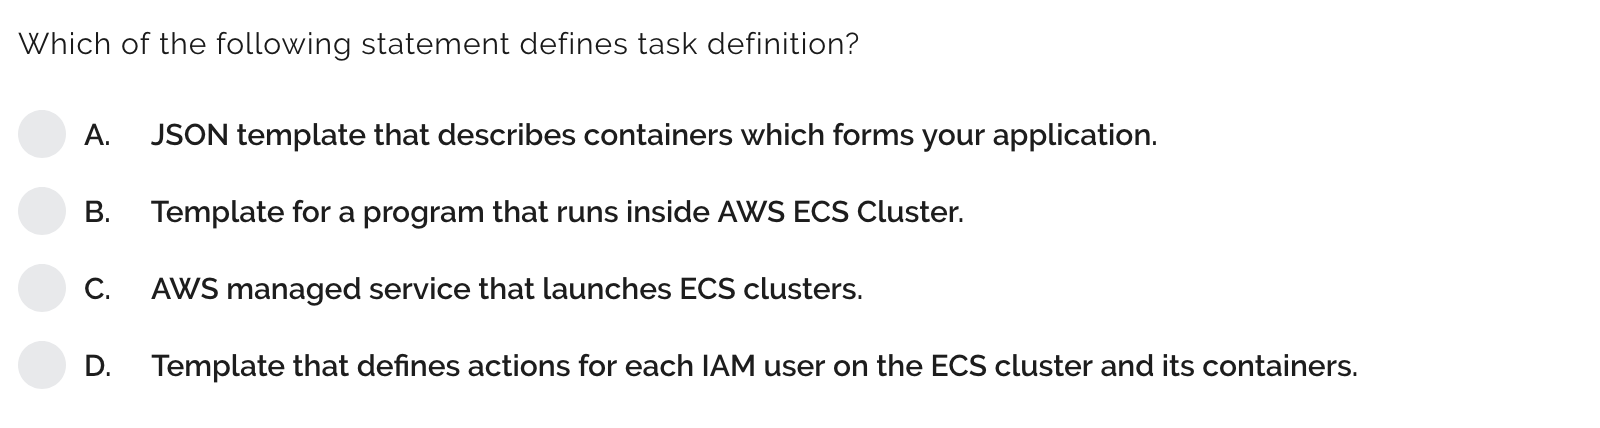 Which of the following statement defines task definition?
A. JSON template that describes containers which forms your application.
B. Template for a program that runs inside AWS ECS Cluster.
C. AWS managed service that launches ECS clusters.
D. Template that defines actions for each IAM user on the ECS cluster and its containers.